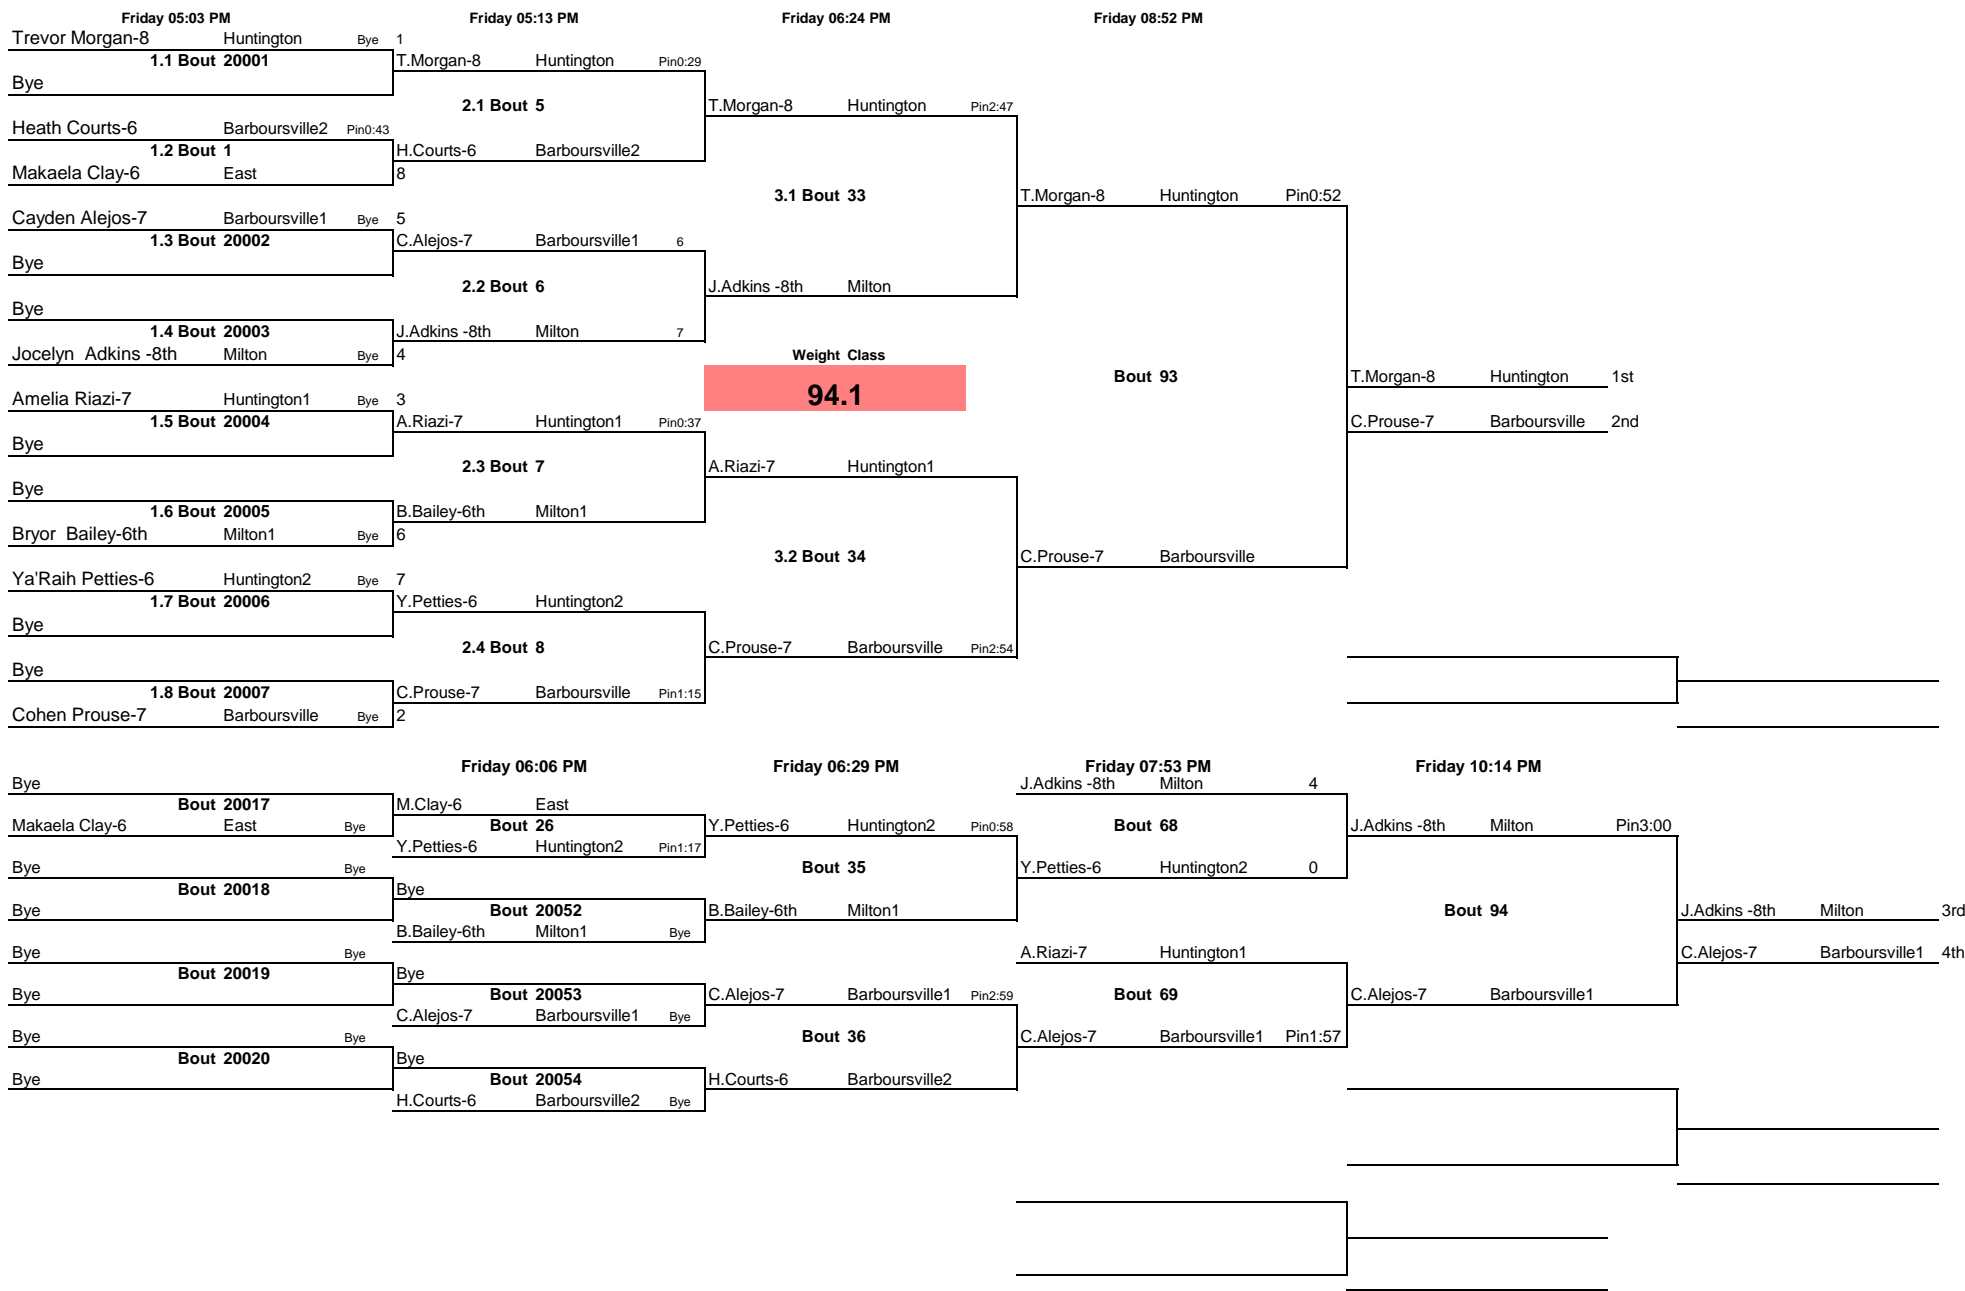 Friday 05:03 PM Friday 05:13 PM Friday 06:24 PM Friday 08:52 PM
Trevor Morgan-8 Huntington Bye 1
1.1 Bout 20001 T.Morgan-8 Huntington Pin0:29
Bye
2.1 Bout 5 T.Morgan-8 Huntington Pin2:47
Heath Courts-6 Barboursville2 Pin0:43
1.2 Bout 1 H.Courts-6 Barboursville2
Makaela Clay-6 East 8
3.1 Bout 33 T.Morgan-8 Huntington Pin0:52
Cayden Alejos-7 Barboursville1 Bye 5
1.3 Bout 20002 C.Alejos-7 Barboursville1 6
Bye
2.2 Bout 6 J.Adkins -8th Milton
Bye
1.4 Bout 20003 J.Adkins -8th Milton 7
Jocelyn Adkins -8th Milton Bye 4 Weight Class
Bout 93 T.Morgan-8 Huntington 1st
94.1
Amelia Riazi-7 Huntington1 Bye 3
1.5 Bout 20004 A.Riazi-7 Huntington1 Pin0:37 C.Prouse-7 Barboursville 2nd
Bye
2.3 Bout 7 A.Riazi-7 Huntington1
Bye
1.6 Bout 20005 B.Bailey-6th Milton1
Bryor Bailey-6th Milton1 Bye 6
3.2 Bout 34 C.Prouse-7 Barboursville
Ya'Raih Petties-6 Huntington2 Bye 7
1.7 Bout 20006 Y.Petties-6 Huntington2
Bye
2.4 Bout 8 C.Prouse-7 Barboursville Pin2:54
Bye
1.8 Bout 20007 C.Prouse-7 Barboursville Pin1:15
Cohen Prouse-7 Barboursville Bye 2
Friday 06:06 PM Friday 06:29 PM Friday 07:53 PM Friday 10:14 PM
Bye J.Adkins -8th Milton 4
Bout 20017 M.Clay-6 East
Makaela Clay-6 East Bye Bout 26 Y.Petties-6 Huntington2 Pin0:58 Bout 68 J.Adkins -8th Milton Pin3:00
Y.Petties-6 Huntington2 Pin1:17
Bye Bye Bout 35 Y.Petties-6 Huntington2 0
Bout 20018 Bye
Bye Bout 20052 B.Bailey-6th Milton1 Bout 94 J.Adkins -8th Milton 3rd
B.Bailey-6th Milton1 Bye
Bye Bye A.Riazi-7 Huntington1 C.Alejos-7 Barboursville1 4th
Bout 20019 Bye
Bye Bout 20053 C.Alejos-7 Barboursville1 Pin2:59 Bout 69 C.Alejos-7 Barboursville1
C.Alejos-7 Barboursville1 Bye
Bye Bye Bout 36 C.Alejos-7 Barboursville1 Pin1:57
Bout 20020 Bye
Bye Bout 20054 H.Courts-6 Barboursville2
H.Courts-6 Barboursville2 Bye